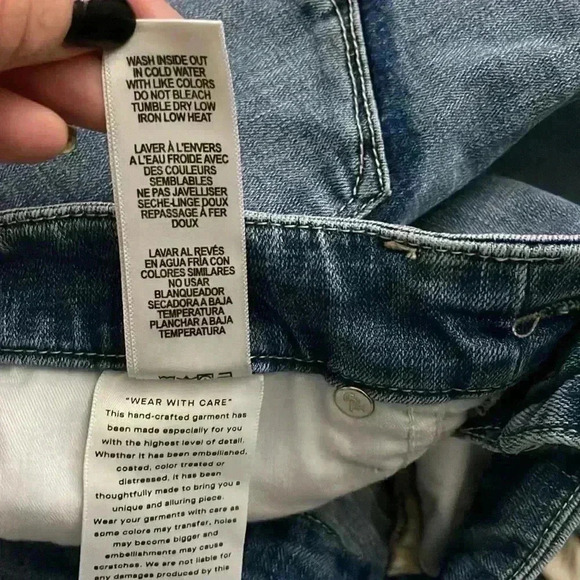 WASH INSIDE OUT
IN COLD WATER
WITH LIKE COLORS
DO NOT BLEACH
TUMBLE DRY LOW
IRON LOW HEAT
LAVER À L'ENVERS
A L'EAU FROIDE AVEC
DES COULEURS
SEMBLABLES
NE PAS JAVELLISER
SECHE-LINGE DOUX
REPASSAGE À FER
DOUX
LAVAR AL REVÉS
EN AGUA FRÍA CON
COLORES SIMILARES
NO USAR
BLANQUEADOR
SECADORA A BAJA
TEMPERATURA
PLANCHAR A BAJA
TEMPERATURA
"WEAR WITH CARE"
This hand-crafted garment has
been made especially for you
with the highest level of detail.
Whether it has been embellished,
coated, color treated or
distressed, it has been
thoughtfully made to bring you a
unique and alluring piece.
Wear your garments with care as
some colors may transfer, holes
may become bigger and
embellishments may cause
scratches. We are not liable for
any damages produced by this